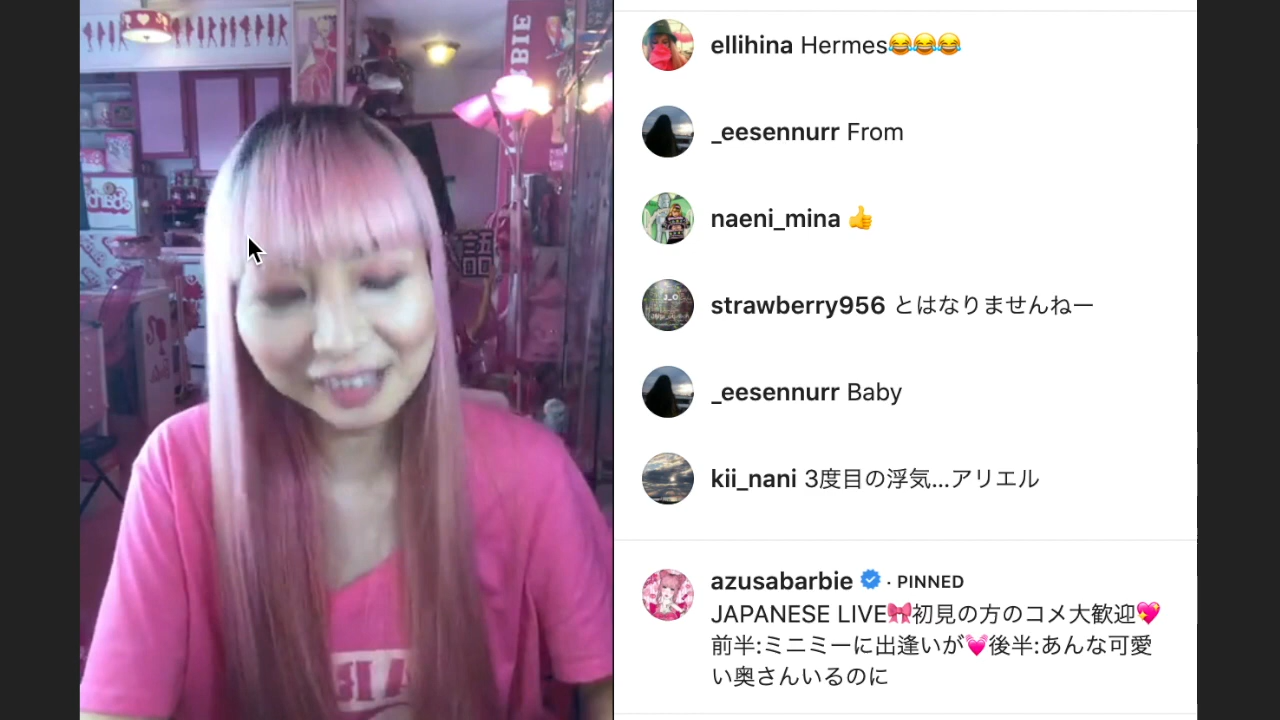 BIE
ellihina Hermes😂😂😂
_eesennurr From
naeni_mina 👍
strawberry956 とはなりませんねー
_eesennurr Baby
kii_nani 3度目の浮気...アリエル
azusabarbie · PINNED
JAPANESE LIVE🎀初見の方のコメ大歓迎💖
前半:ミニミーに出逢いが💓後半:あんな可愛
い奥さんいるのに